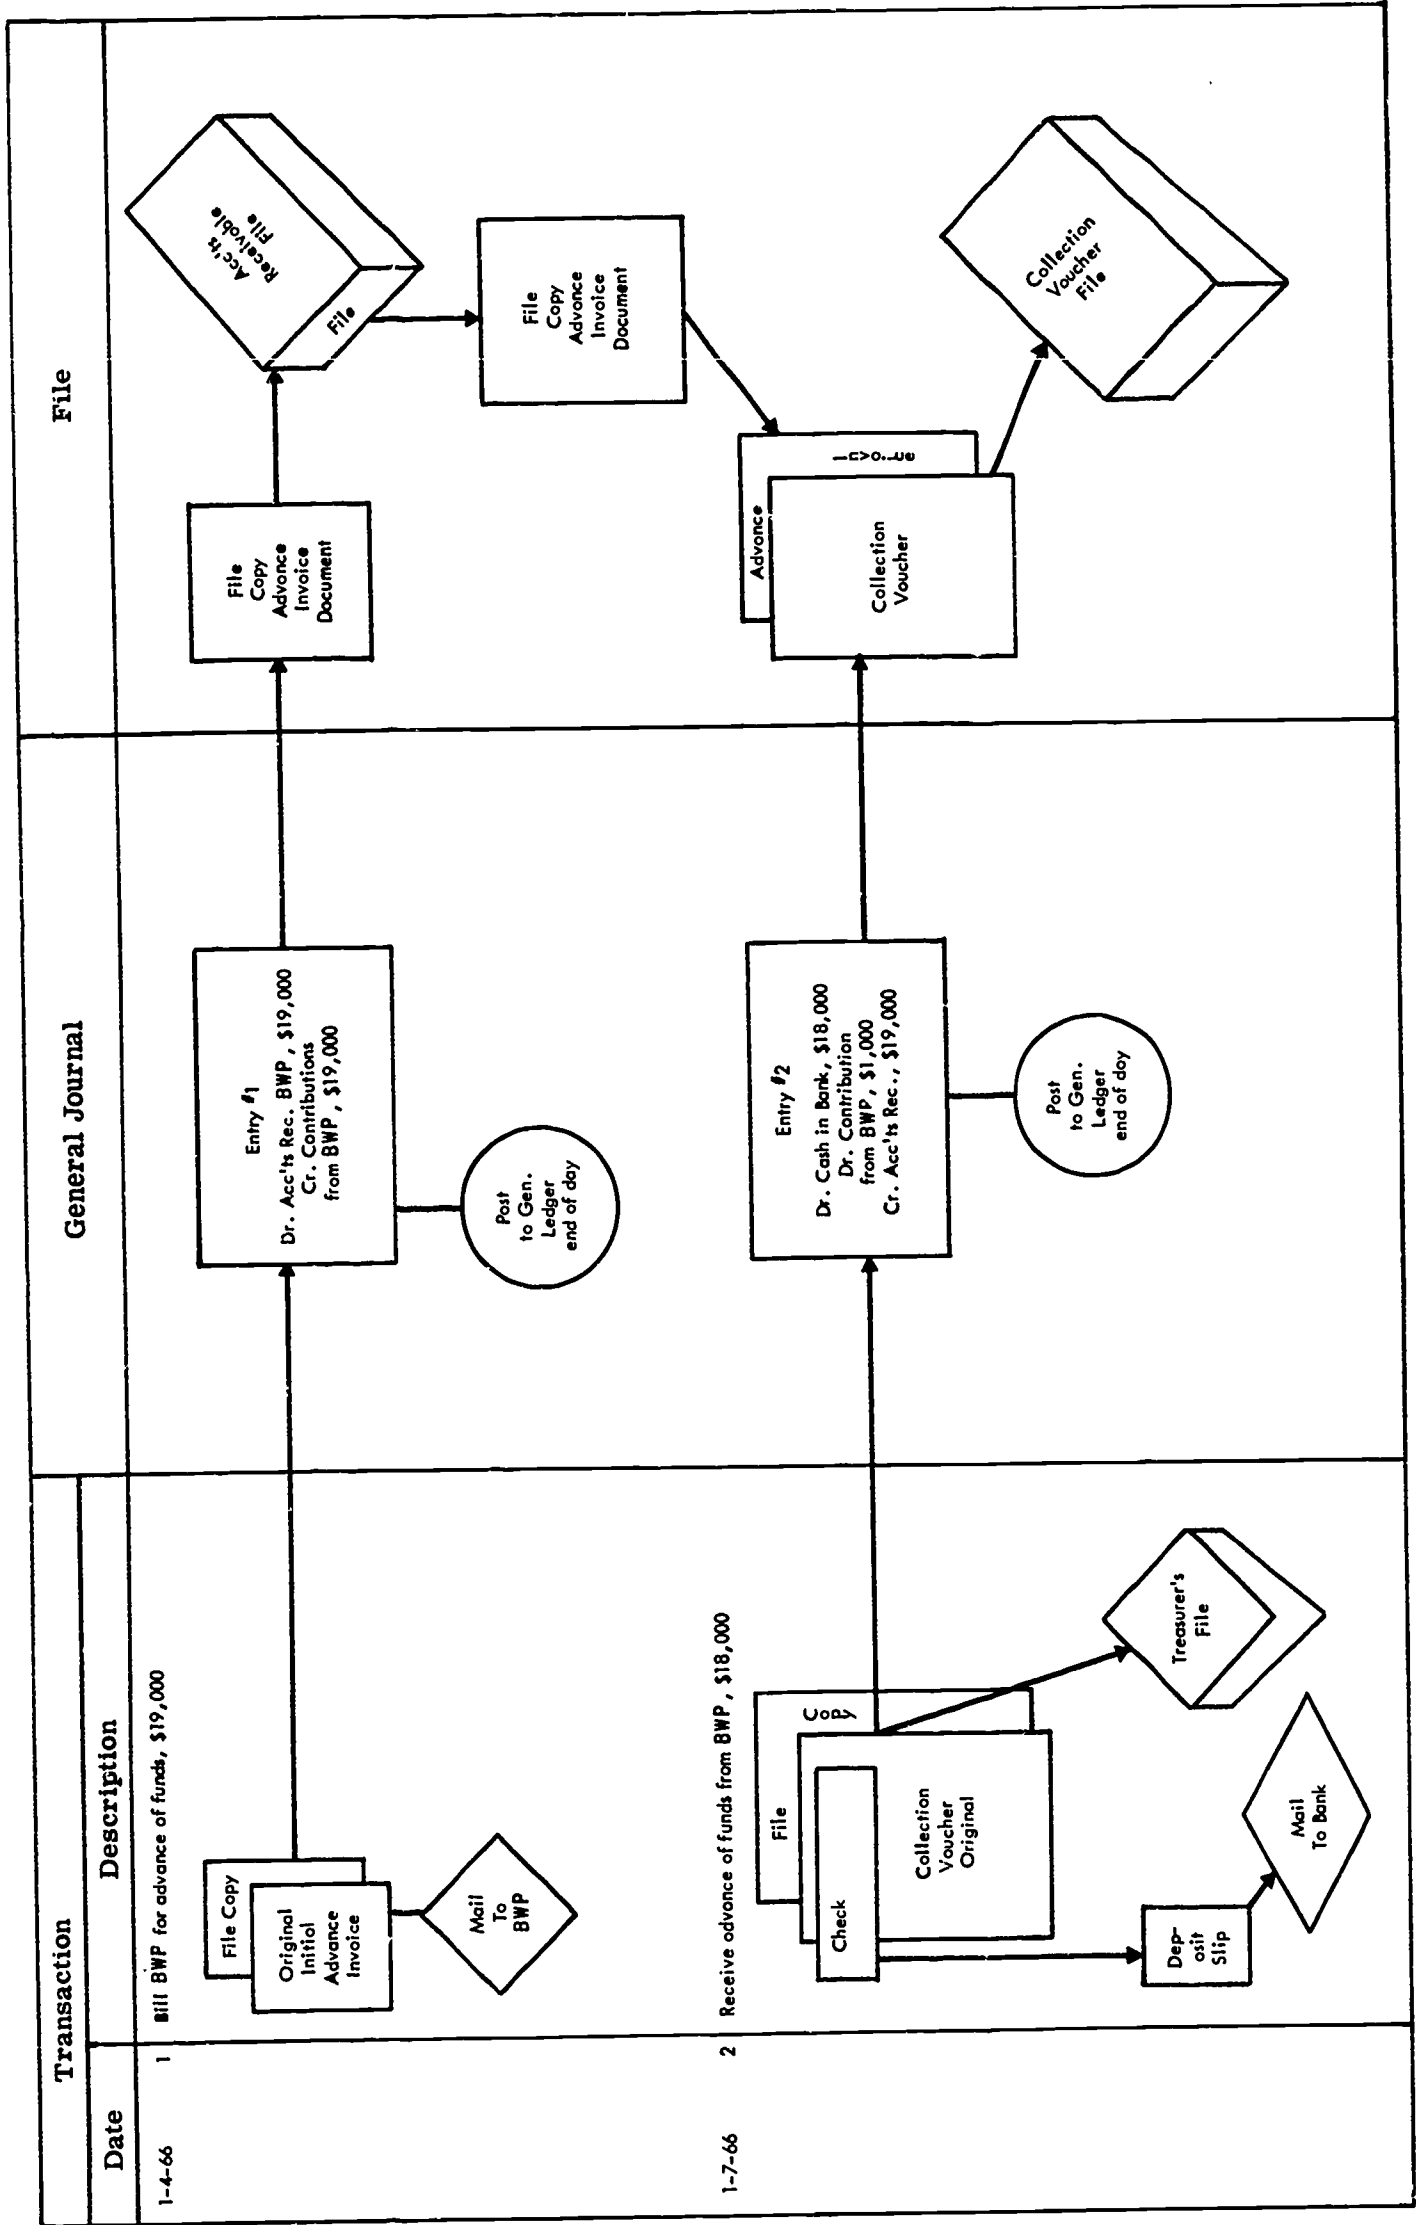 Transaction
General Journal
File
Date
Description
1-4-66
1
Bill BWP for advance of funds, $19,000
File Copy
Original
Initial
Advance
Invoice
Mail
To
BWP
Entry #1
Dr. Acc'ts Rec. BWP, $19,000
Cr. Contributions
from BWP, $19,000
Post
to Gen.
Ledger
end of day
File
Copy
Advance
Invoice
Document
Acc'ts
Receivable
File
File
File
Copy
Advance
Invoice
Document
1-7-66
2
Receive advance of funds from BWP, $18,000
File
Copy
Check
Collection
Voucher
Original
Treasurer's
File
Dep-
osit
Slip
Mail
To Bank
Entry #2
Dr. Cash in Bank, $18,000
Dr. Contribution
from BWP, $1,000
Cr. Acc'ts Rec., $19,000
Post
to Gen.
Ledger
end of day
Advance
Collection
Voucher
Collection
Voucher
File